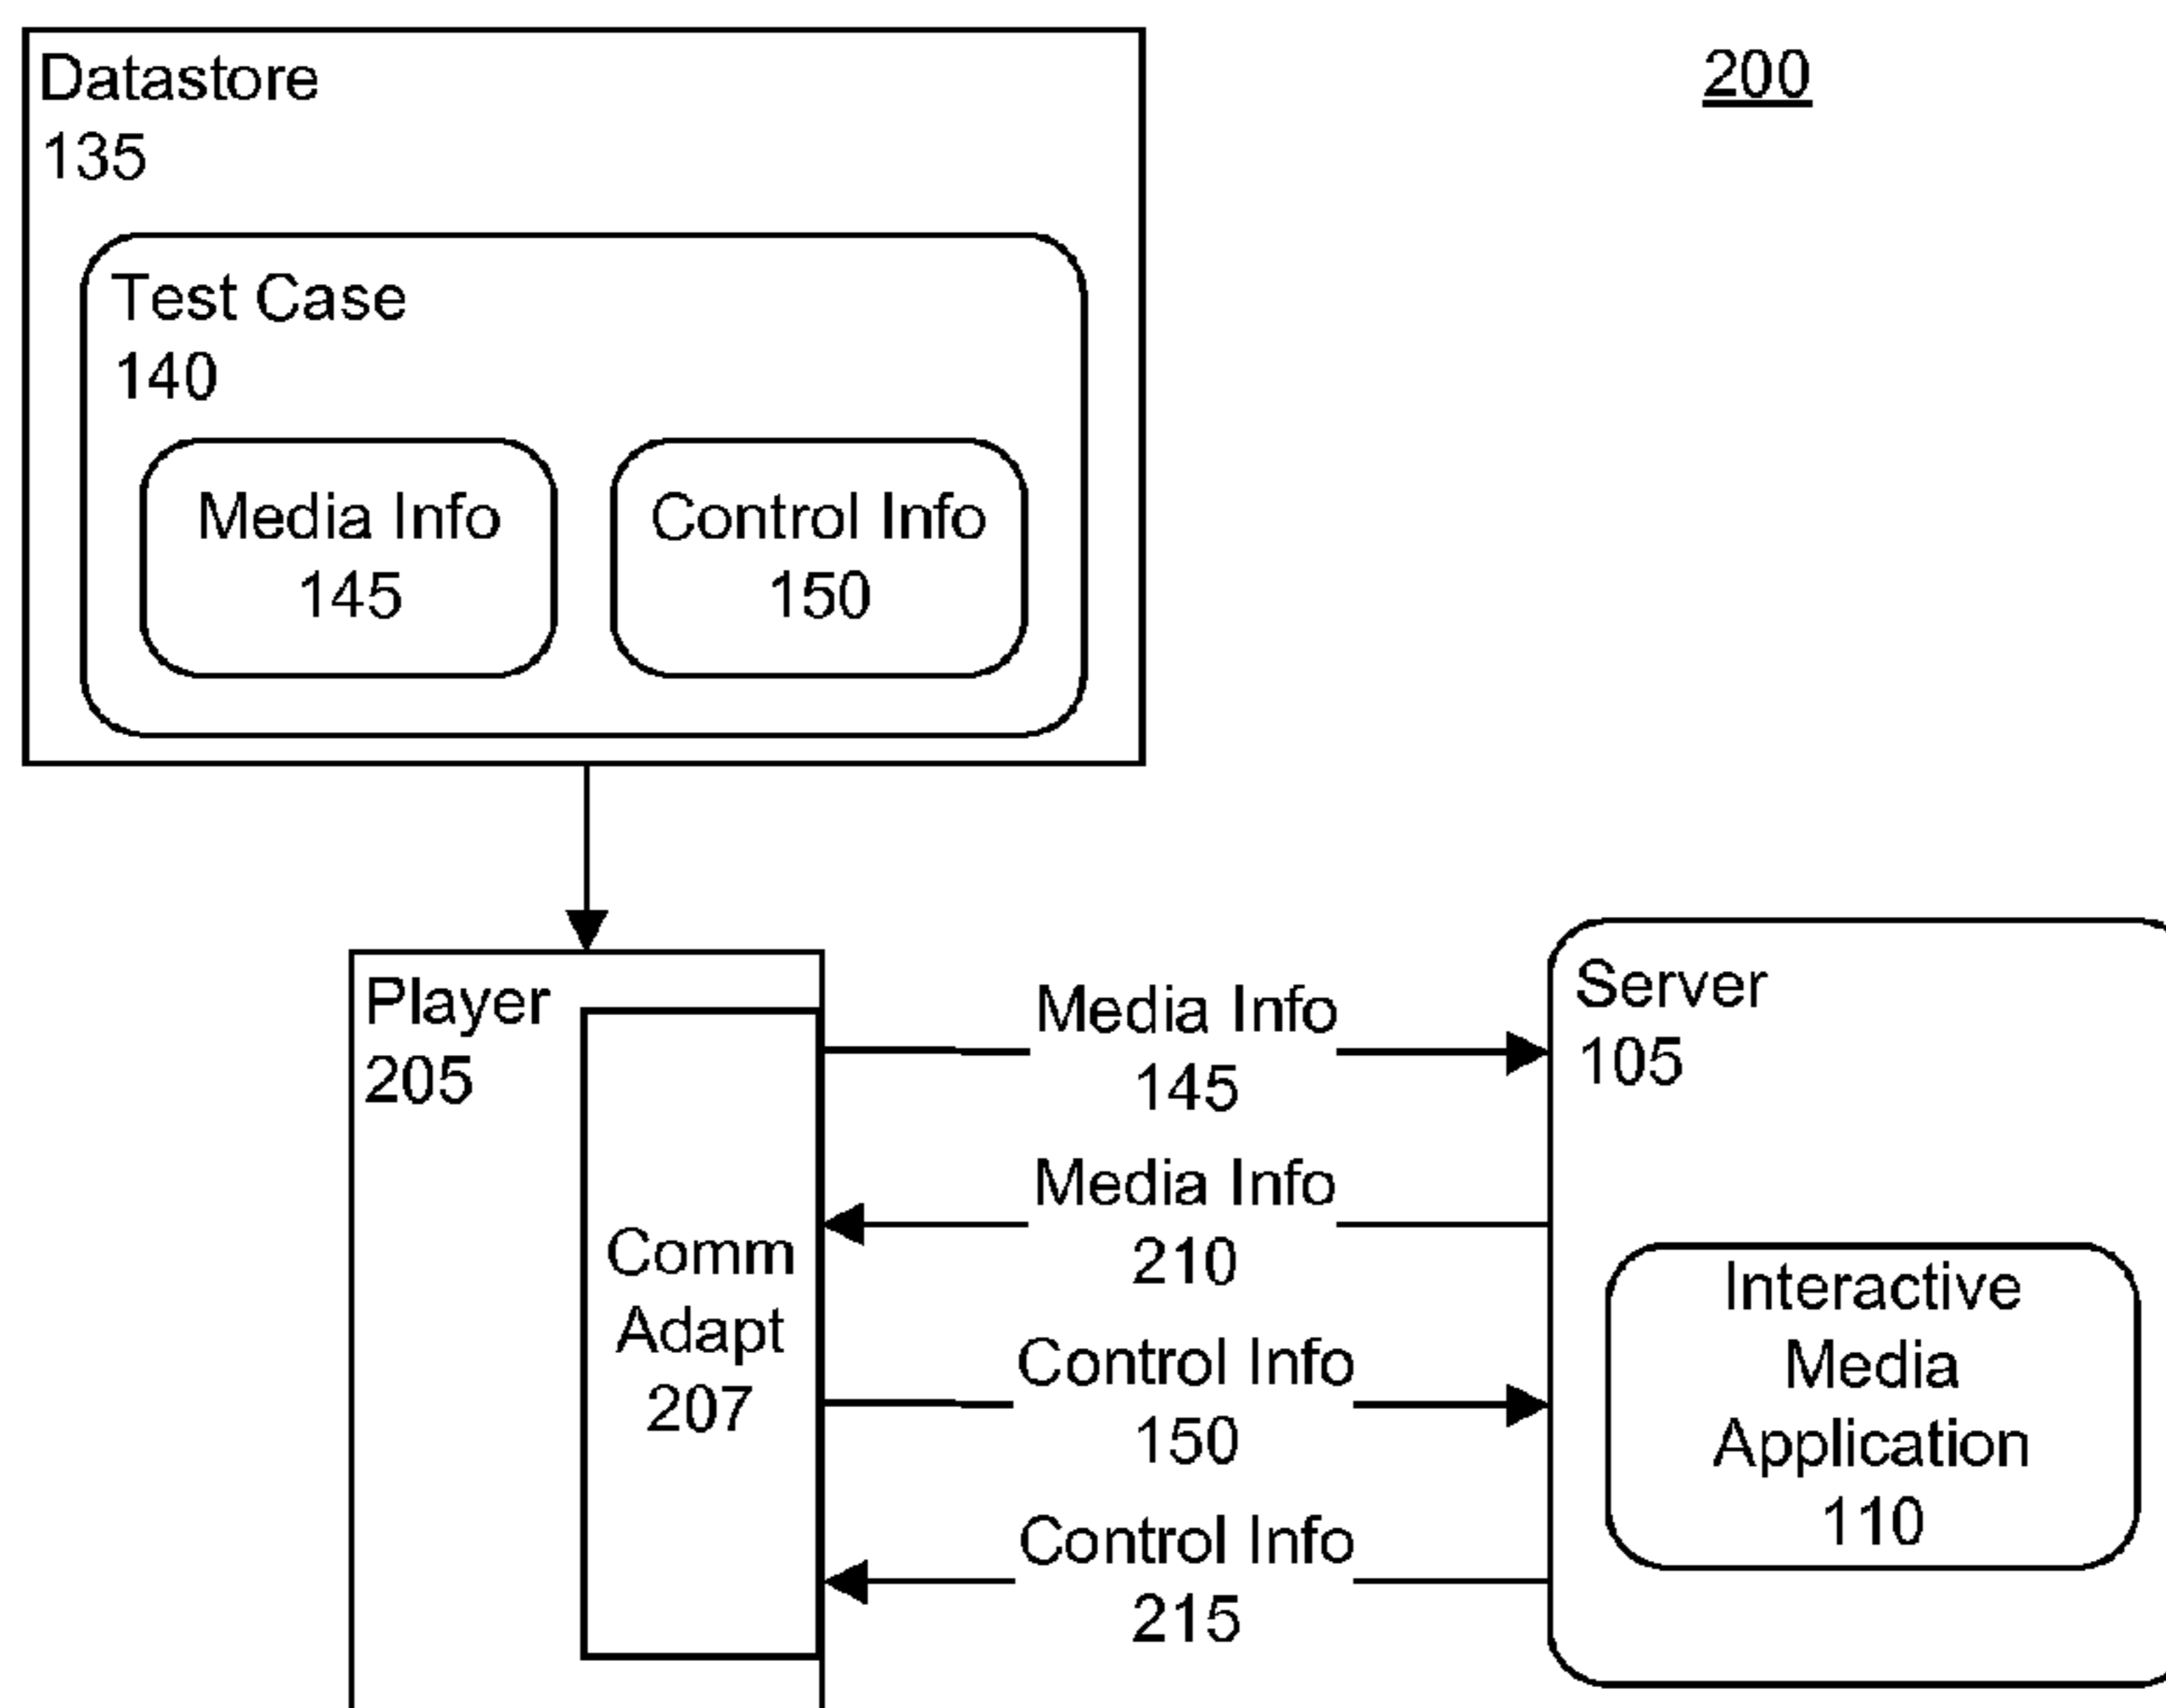 Datastore
135
200
Test Case
140
Media Info
145
Control Info
150
Player
205
Comm
Adapt
207
Media Info
145
Media Info
210
Control Info
150
Control Info
215
Server
105
Interactive
Media
Application
110